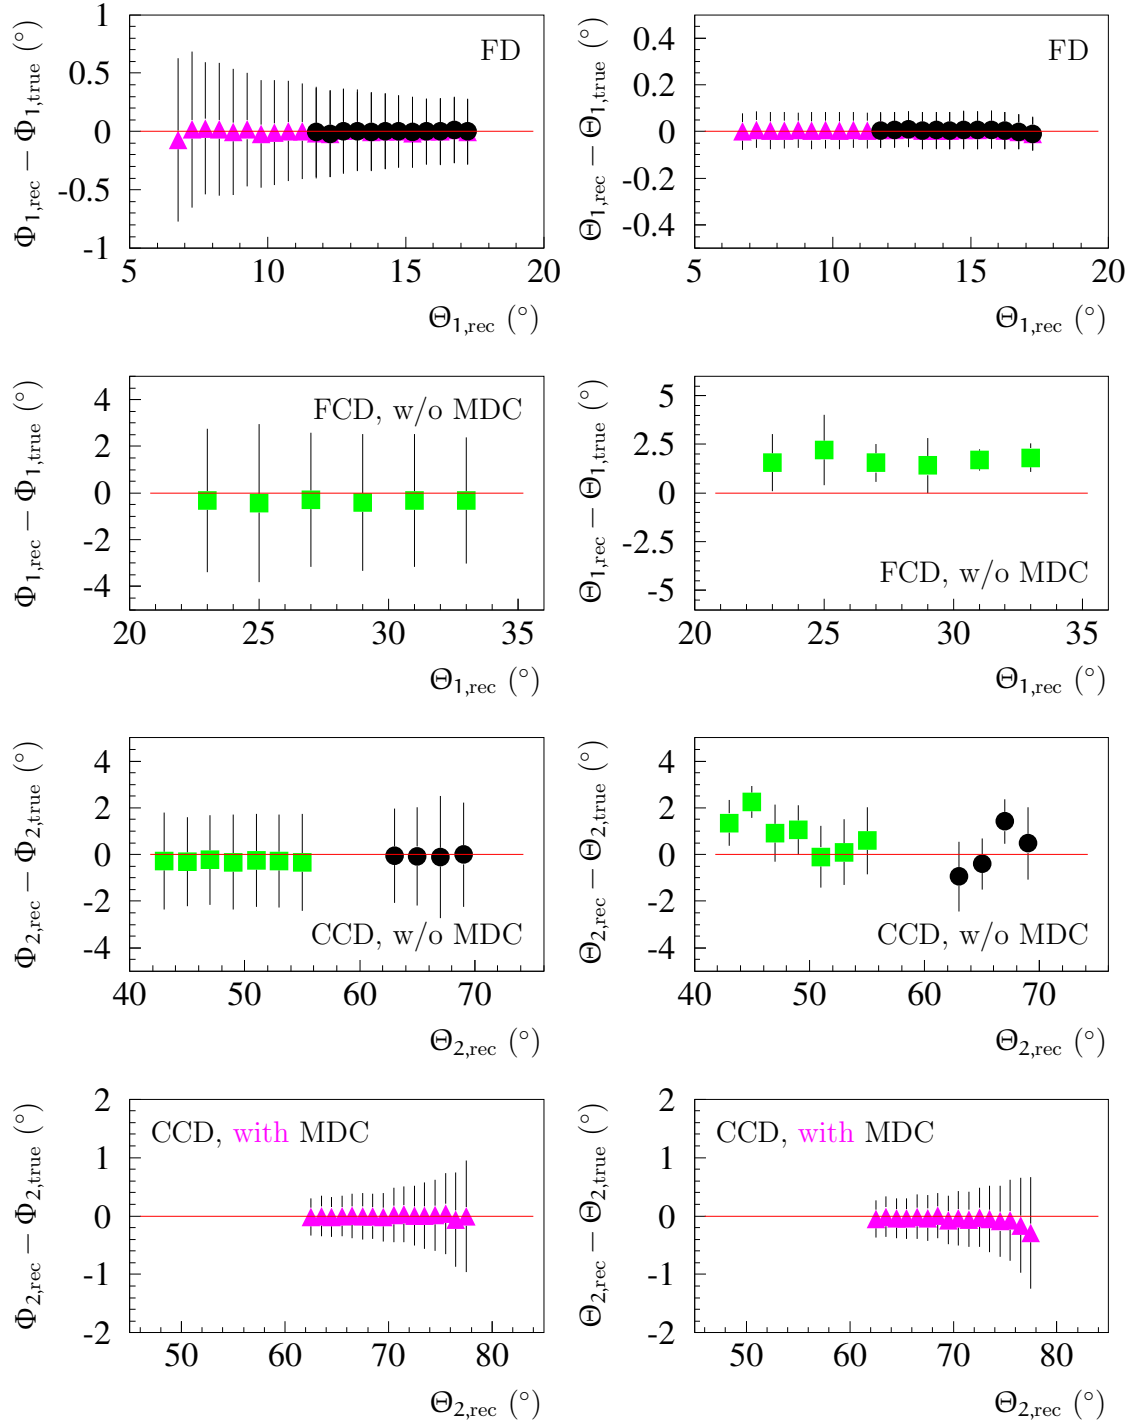 Φ1,rec − Φ1,true (°)
1
0.5
0
-0.5
-1
FD
5 10 15 20
Θ1,rec (°)
Θ1,rec − Θ1,true (°)
0.4
0.2
0
-0.2
-0.4
FD
5 10 15 20
Θ1,rec (°)
Φ1,rec − Φ1,true (°)
4
2
0
-2
-4
FCD, w/o MDC
20 25 30 35
Θ1,rec (°)
Θ1,rec − Θ1,true (°)
5
2.5
0
-2.5
-5
FCD, w/o MDC
20 25 30 35
Θ1,rec (°)
Φ2,rec − Φ2,true (°)
4
2
0
-2
-4
CCD, w/o MDC
40 50 60 70
Θ2,rec (°)
Θ2,rec − Θ2,true (°)
4
2
0
-2
-4
CCD, w/o MDC
40 50 60 70
Θ2,rec (°)
Φ2,rec − Φ2,true (°)
2
1
0
-1
-2
CCD, with MDC
50 60 70 80
Θ2,rec (°)
Θ2,rec − Θ2,true (°)
2
1
0
-1
-2
CCD, with MDC
50 60 70 80
Θ2,rec (°)